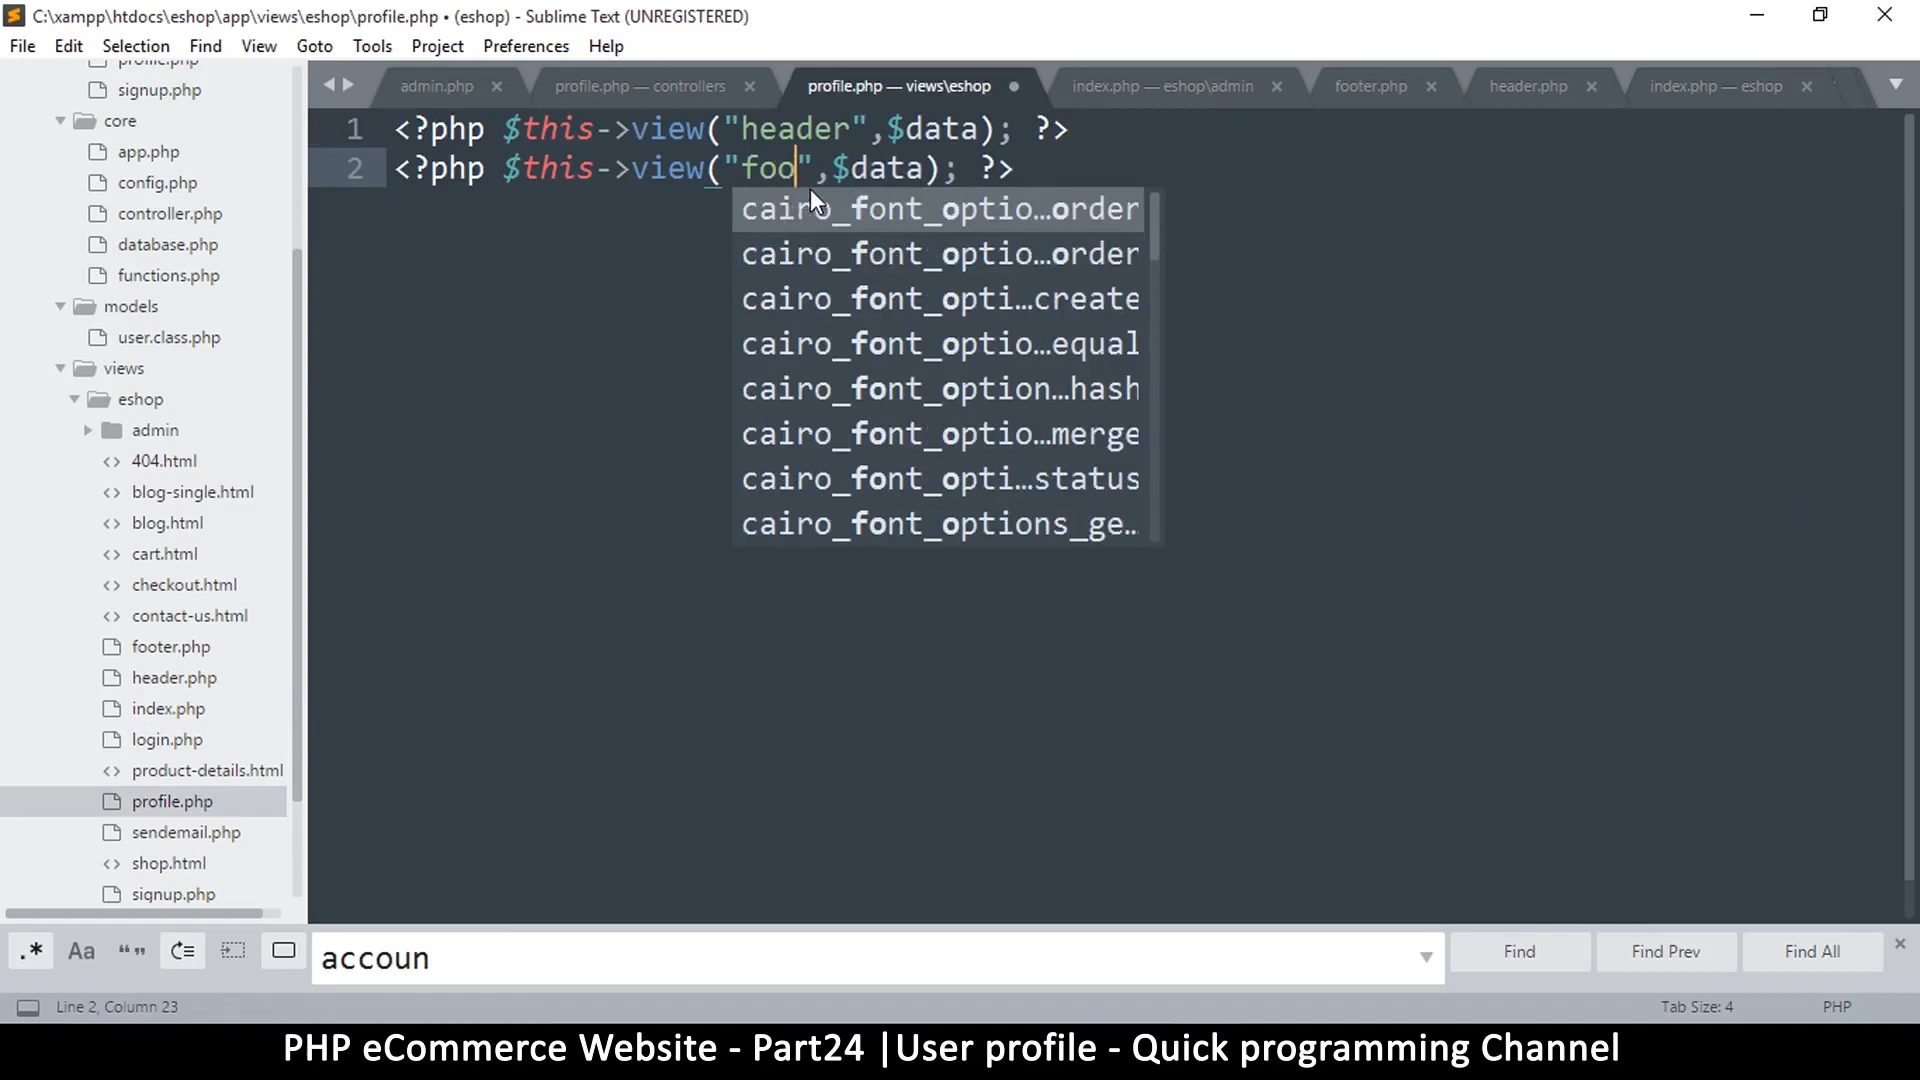 C:\xampp\htdocs\eshop\app\views\eshop\profile.php • (eshop) - Sublime Text (UNREGISTERED)
File Edit Selection Find View Goto Tools Project Preferences Help
profile.php
signup.php
core
app.php
config.php
controller.php
database.php
functions.php
models
user.class.php
views
eshop
admin
404.html
blog-single.html
blog.html
cart.html
checkout.html
contact-us.html
footer.php
header.php
index.php
login.php
product-details.html
profile.php
sendemail.php
shop.html
signup.php
admin.php profile.php — controllers profile.php — views\eshop index.php — eshop\admin footer.php header.php index.php — eshop
1 <?php $this->view("header",$data); ?>
2 <?php $this->view("foo",$data); ?>
cairo_font_optio…order
cairo_font_optio…order
cairo_font_opti…create
cairo_font_optio…equal
cairo_font_option…hash
cairo_font_optio…merge
cairo_font_opti…status
cairo_font_options_ge…
.* Aa “ ” accoun Find Find Prev Find All
Line 2, Column 23 Tab Size: 4 PHP
PHP eCommerce Website - Part24 |User profile - Quick programming Channel